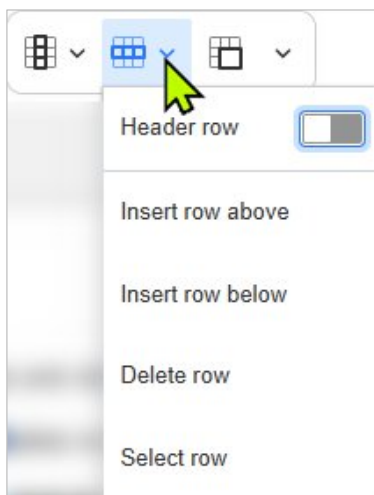 Header row
Insert row above
Insert row below
Delete row
Select row